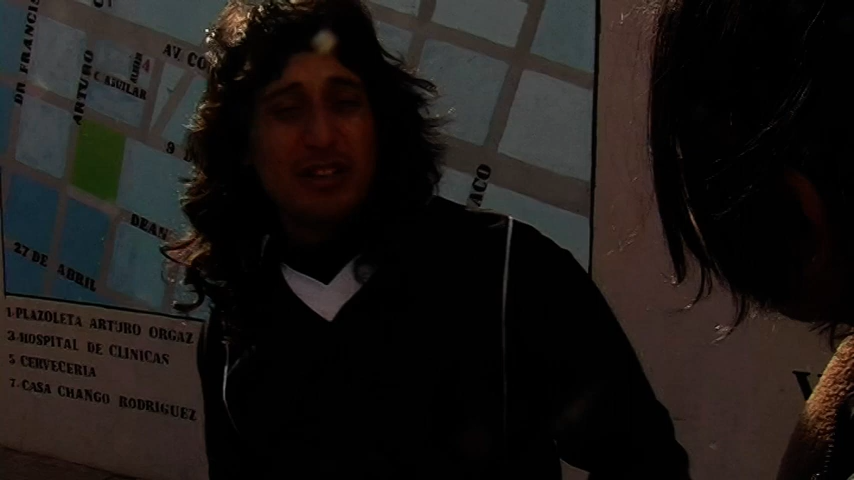 DR FRANCIS
ARTURO
AV CO
C. AGUILAR
9 D
DEAN
27 DE ABRIL
ACO
1 PLAZOLETA ARTURO ORGAZ
3 HOSPITAL DE CLINICAS
5 CERVECERIA
7 CASA CHANGO RODRIGUEZ